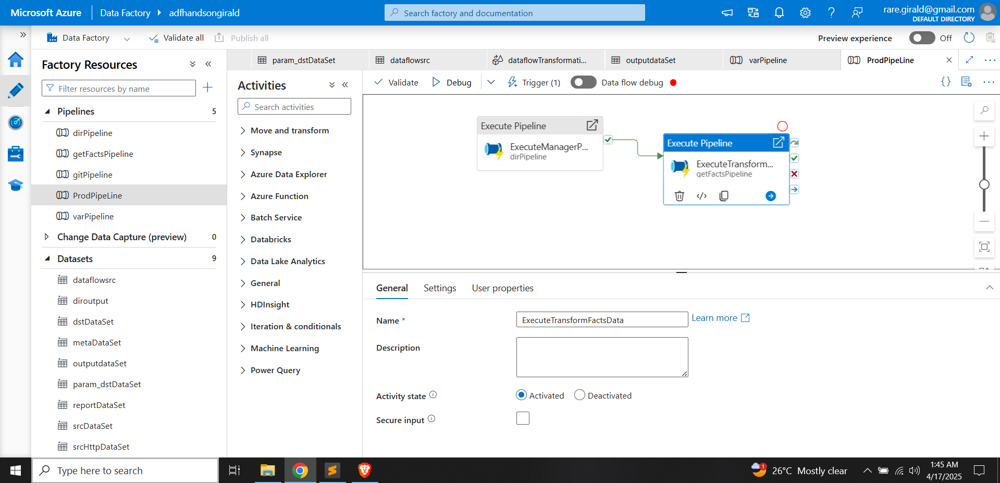 Microsoft Azure
Data Factory
adfhandsongirald
Search factory and documentation
rare.girald@gmail.com
DEFAULT DIRECTORY
Data Factory
Validate all
Publish all
Preview experience
Off
Factory Resources
Filter resources by name
Pipelines 5
dirPipeline
getFactsPipeline
gitPipeline
ProdPipeLine
varPipeline
Change Data Capture (preview) 0
Datasets 9
dataflowsrc
diroutput
dstDataSet
metaDataSet
outputdataSet
param_dstDataSet
reportDataSet
srcDataSet
srcHttpDataSet
param_dstDataSet
dataflowsrc
dataflowTransformati...
outputdataSet
varPipeline
ProdPipeLine
Activities
Search activities
Move and transform
Synapse
Azure Data Explorer
Azure Function
Batch Service
Databricks
Data Lake Analytics
General
HDInsight
Iteration & conditionals
Machine Learning
Power Query
Validate
Debug
Trigger (1)
Data flow debug
Execute Pipeline
ExecuteManagerP...
dirPipeline
Execute Pipeline
ExecuteTransform...
getFactsPipeline
General
Settings
User properties
Name *
ExecuteTransformFactsData
Learn more
Description
Activity state
Activated
Deactivated
Secure input
Type here to search
1
26°C Mostly clear
1:45 AM
4/17/2025